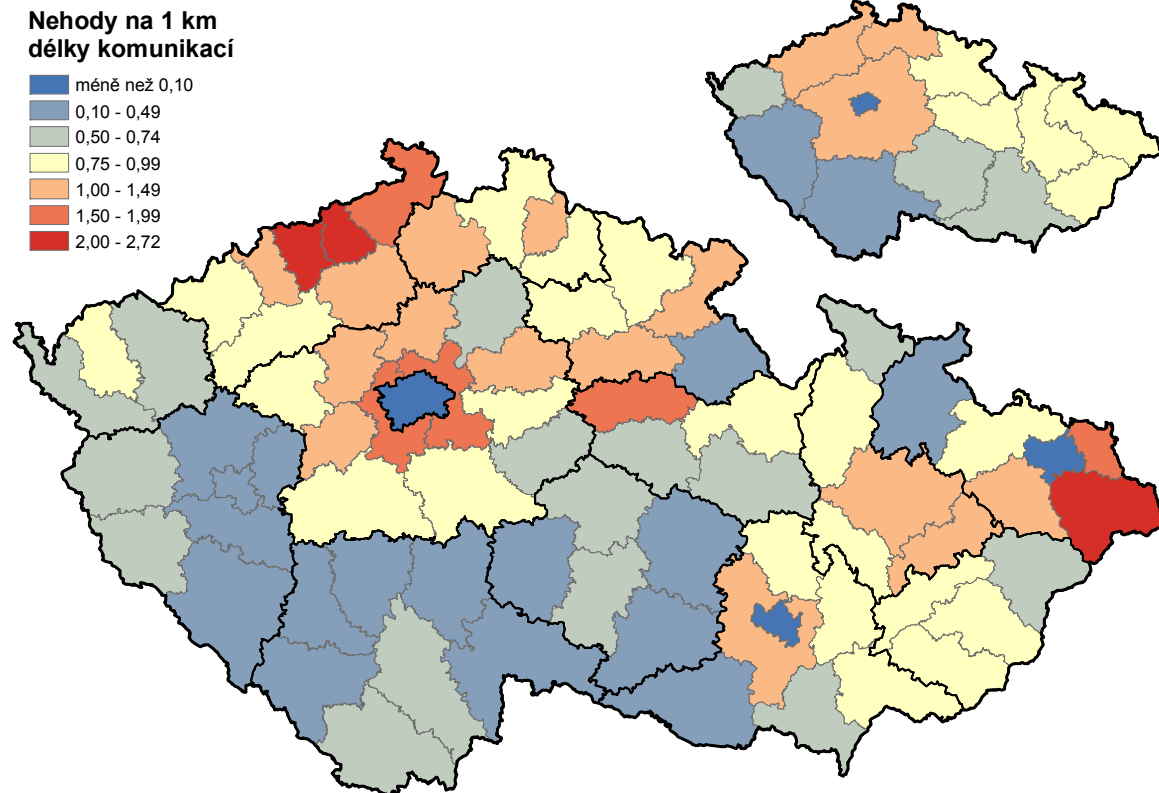 Nehody na 1 km
délky komunikací
méně než 0,10
0,10 - 0,49
0,50 - 0,74
0,75 - 0,99
1,00 - 1,49
1,50 - 1,99
2,00 - 2,72